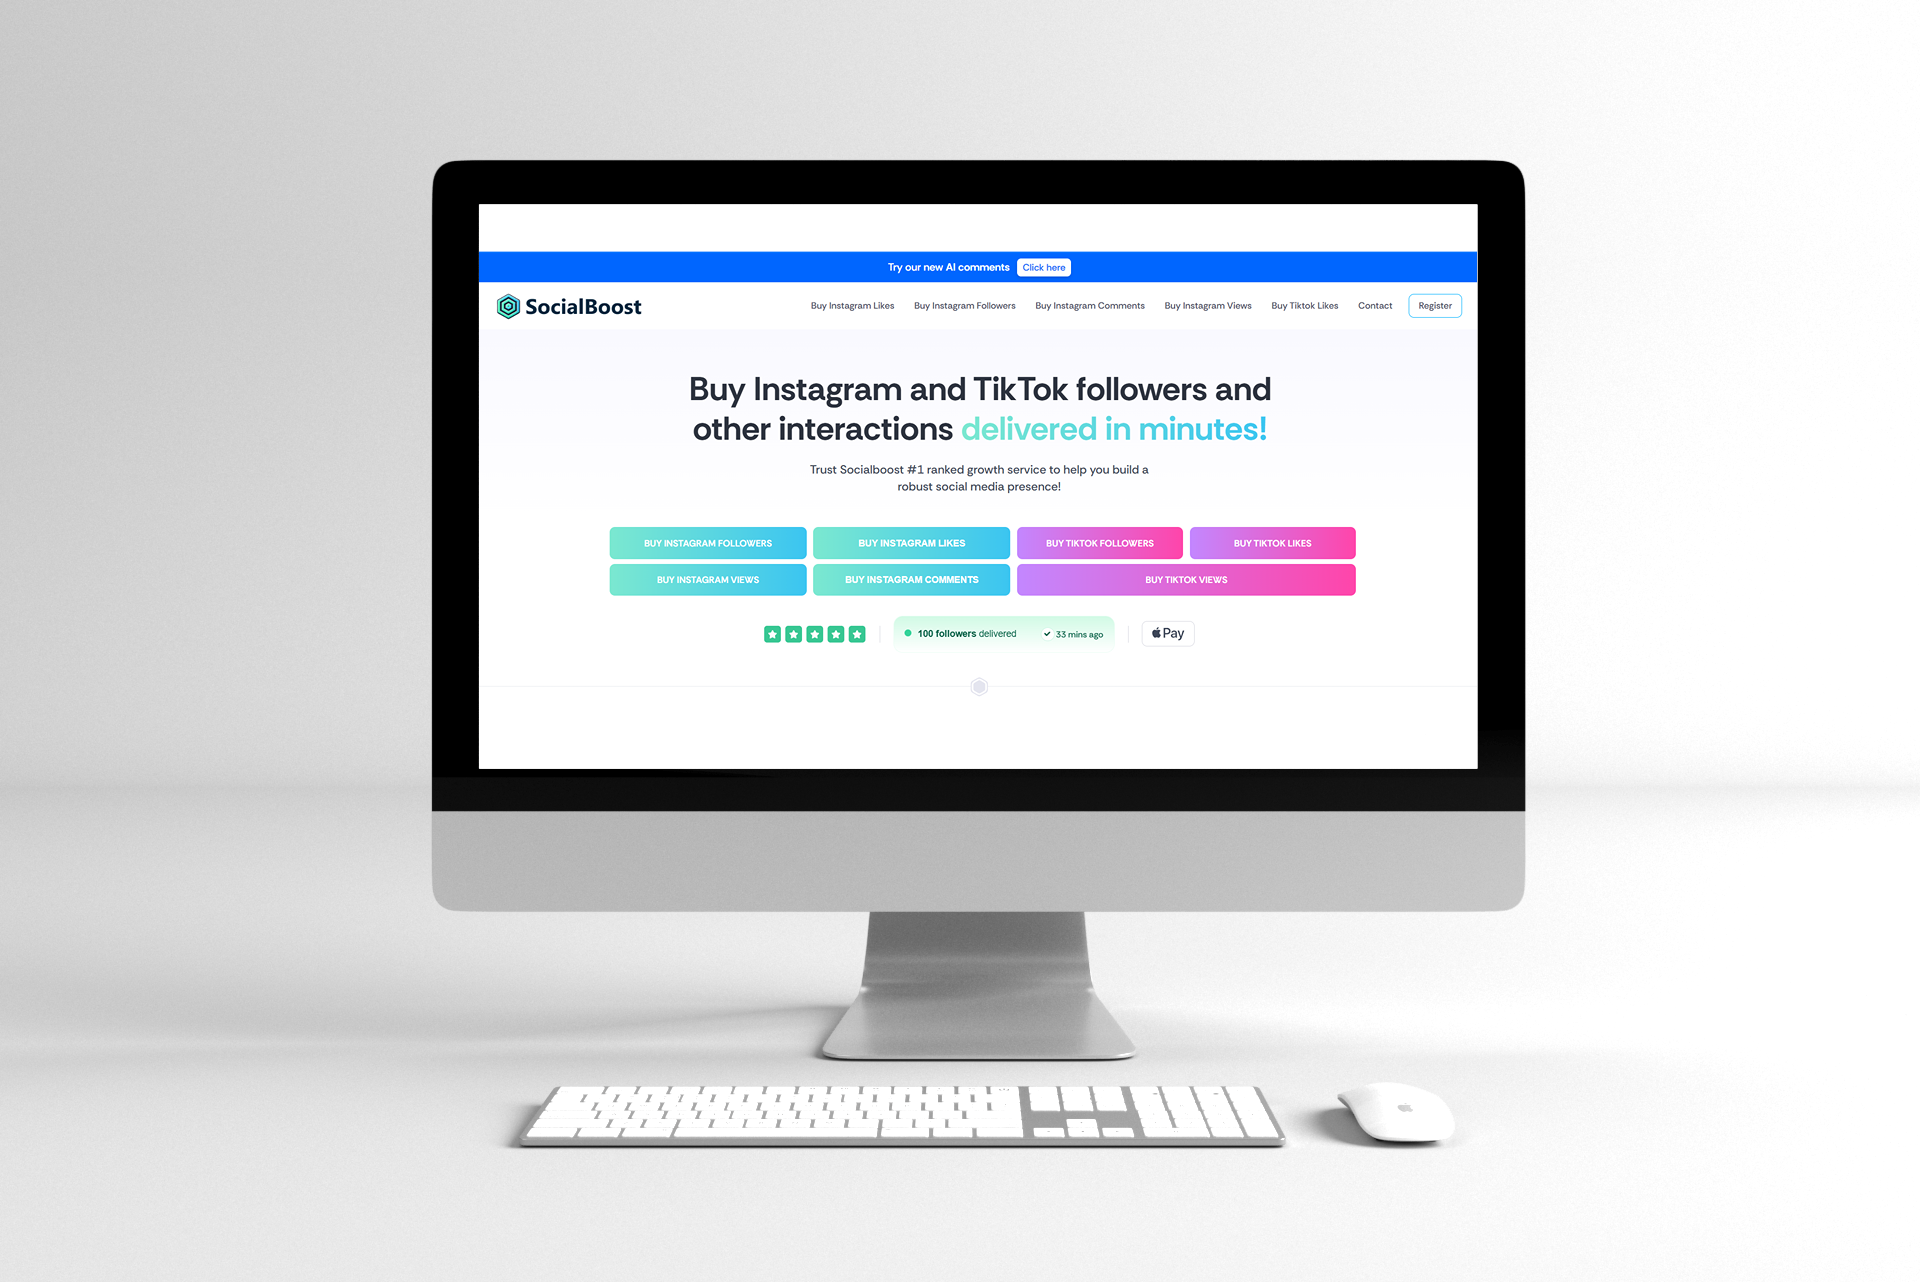 Try our new AI comments Click here
SocialBoost
Buy Instagram Likes Buy Instagram Followers Buy Instagram Comments Buy Instagram Views Buy Tiktok Likes Contact Register
Buy Instagram and TikTok followers and
other interactions delivered in minutes!
Trust Socialboost #1 ranked growth service to help you build a
robust social media presence!
BUY INSTAGRAM FOLLOWERS BUY INSTAGRAM LIKES BUY TIKTOK FOLLOWERS BUY TIKTOK LIKES
BUY INSTAGRAM VIEWS BUY INSTAGRAM COMMENTS BUY TIKTOK VIEWS
100 followers delivered 33 mins ago Pay